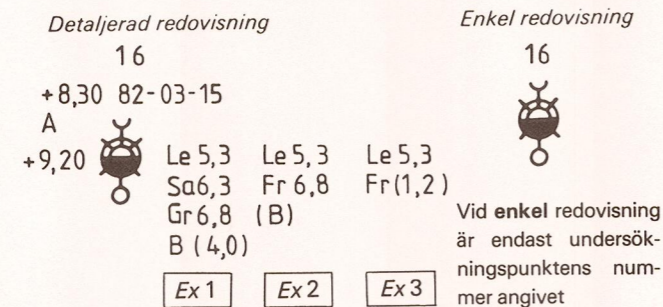 Detaljerad redovisning
16
+8,30 82-03-15
A
+9,20
Le 5,3
Sa6,3
Gr 6,8
B (4,0)
Ex 1
Le 5,3
Fr 6,8
(B)
Ex 2
Le 5,3
Fr(1,2)
Ex 3
Enkel redovisning
16
Vid enkel redovisning
är endast undersök-
ningspunktens num-
mer angivet